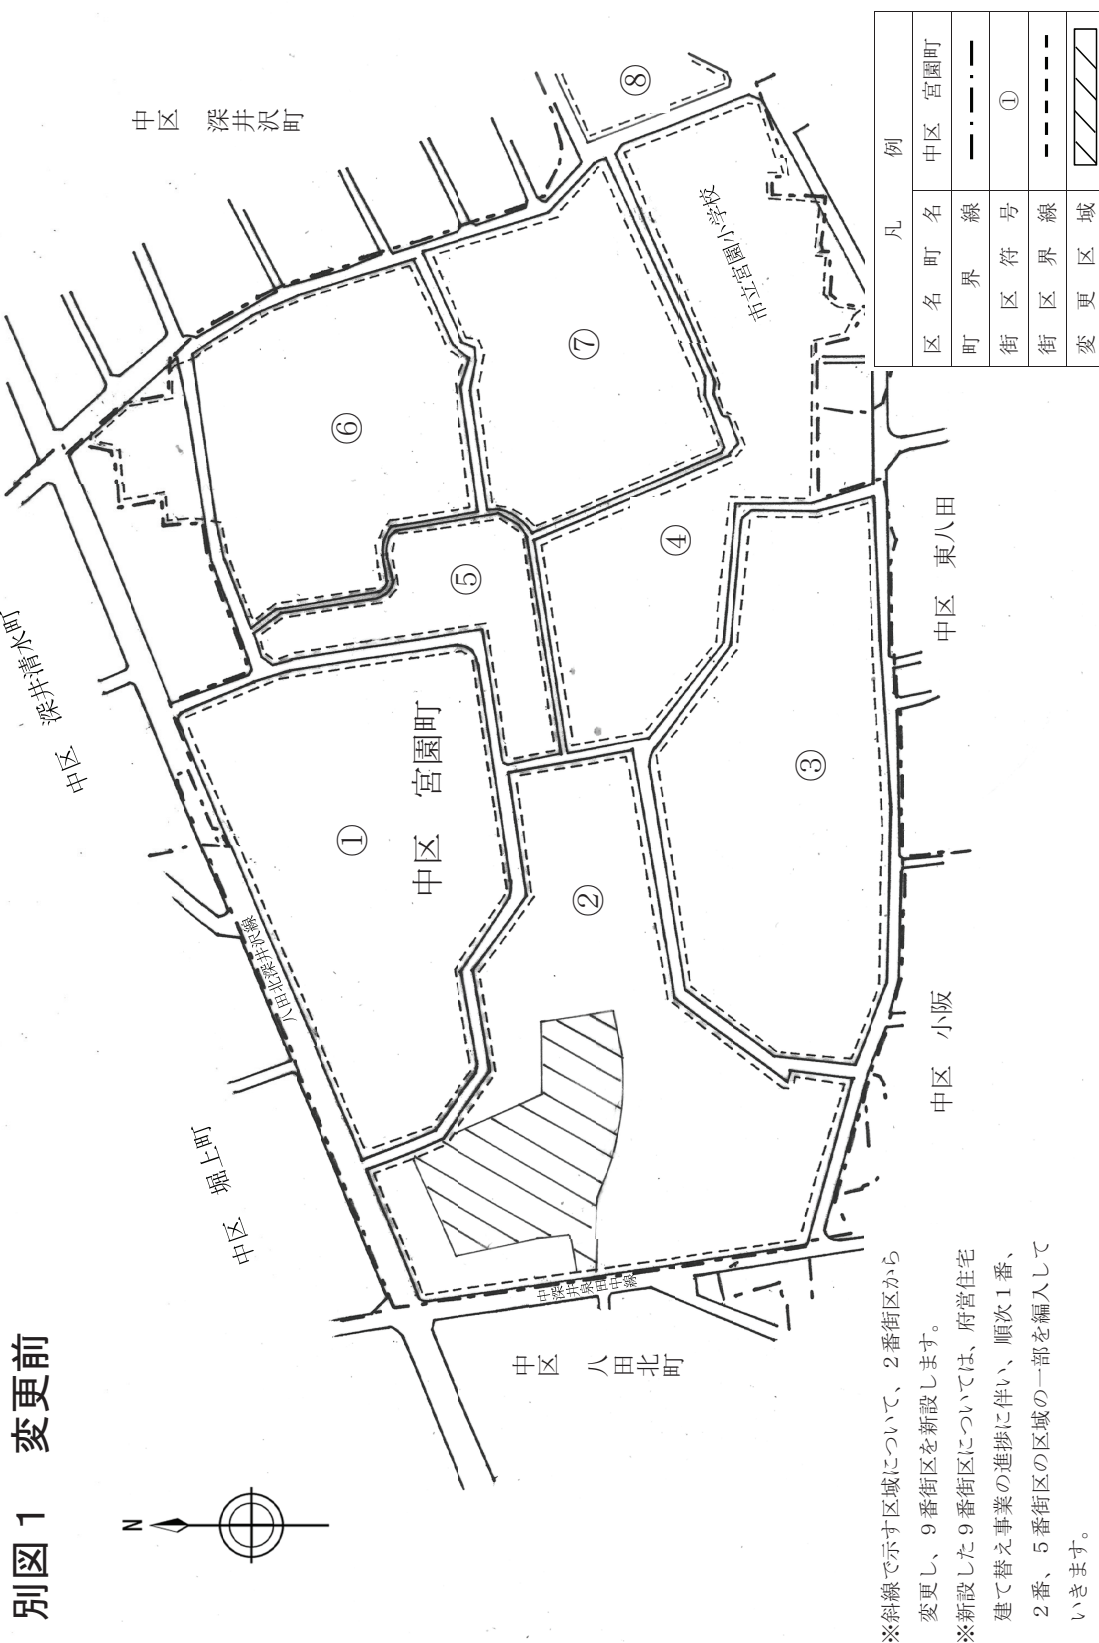 別図１　変更前
N
中区　深井清水町
中区　深井沢町
中区　堀上町
八田北深井沢線
①
中区　宮園町
②
③
④
⑤
⑥
⑦
⑧
市立宮園小学校
中深井泉田中線
中区　八田北町
中区　小阪
中区　東八田
※斜線で示す区域について、２番街区から
変更し、９番街区を新設します。
※新設した９番街区については、府営住宅
建て替え事業の進捗に伴い、順次１番、
２番、５番街区の区域の一部を編入して
いきます。
凡　例
区名町名　中区　宮園町
町界線
街区符号　①
街区界線
変更区域